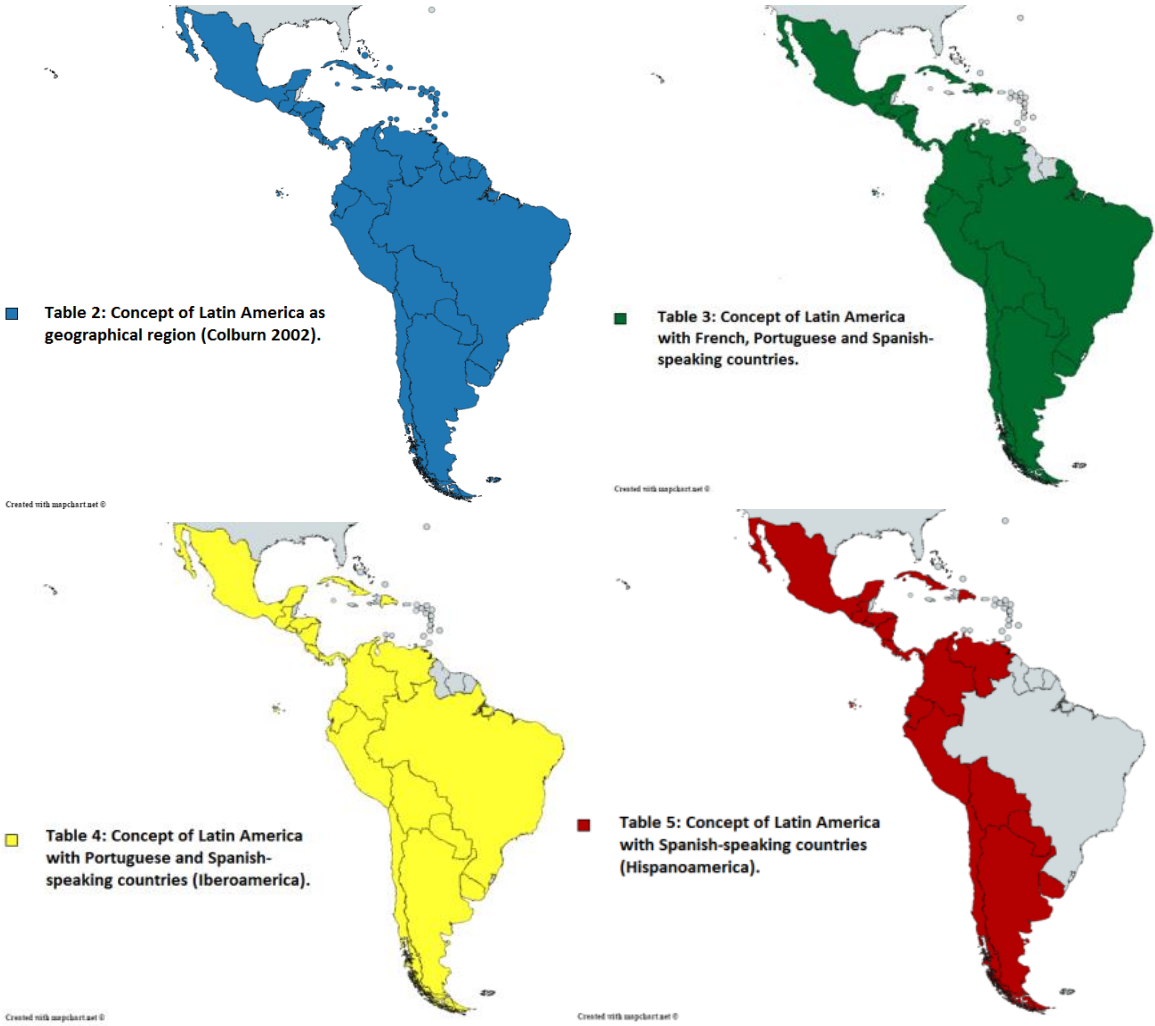 Table 2: Concept of Latin America as
geographical region (Colburn 2002).
Created with mapchart.net ©
Table 3: Concept of Latin America
with French, Portuguese and Spanish-
speaking countries.
Created with mapchart.net ©
Table 4: Concept of Latin America
with Portuguese and Spanish-
speaking countries (Iberoamerica).
Created with mapchart.net ©
Table 5: Concept of Latin America
with Spanish-speaking countries
(Hispanoamerica).
Created with mapchart.net ©